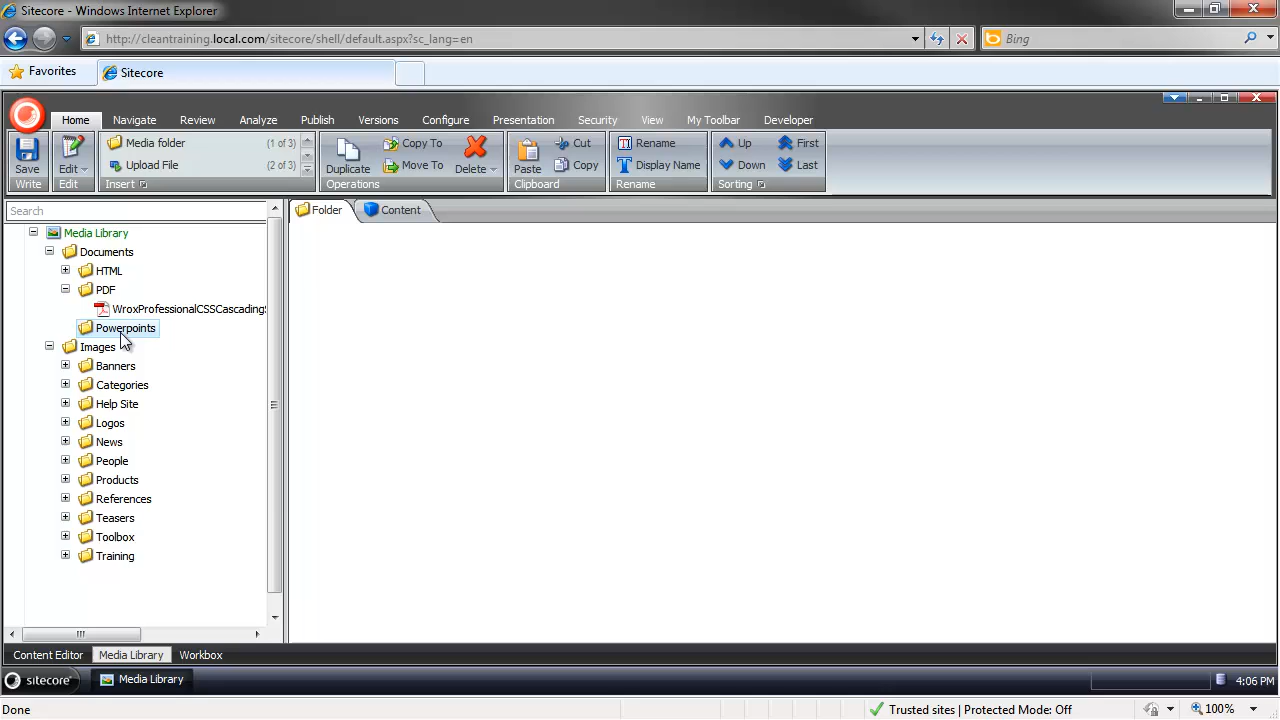 Sitecore - Windows Internet Explorer
http://cleantraining.local.com/sitecore/shell/default.aspx?sc_lang=en
Bing
Favorites
Sitecore
Home Navigate Review Analyze Publish Versions Configure Presentation Security View My Toolbar Developer
Save Write
Edit Edit
Media folder (1 of 3)
Upload File (2 of 3)
Insert
Duplicate
Copy To
Move To
Delete
Operations
Paste
Cut
Copy
Clipboard
Rename
Display Name
Rename
Up
Down
First
Last
Sorting
Search
Folder
Content
Media Library
Documents
HTML
PDF
WroxProfessionalCSSCascading
Powerpoints
Images
Banners
Categories
Help Site
Logos
News
People
Products
References
Teasers
Toolbox
Training
Content Editor Media Library Workbox
sitecore Media Library 4:06 PM
Done Trusted sites | Protected Mode: Off 100%